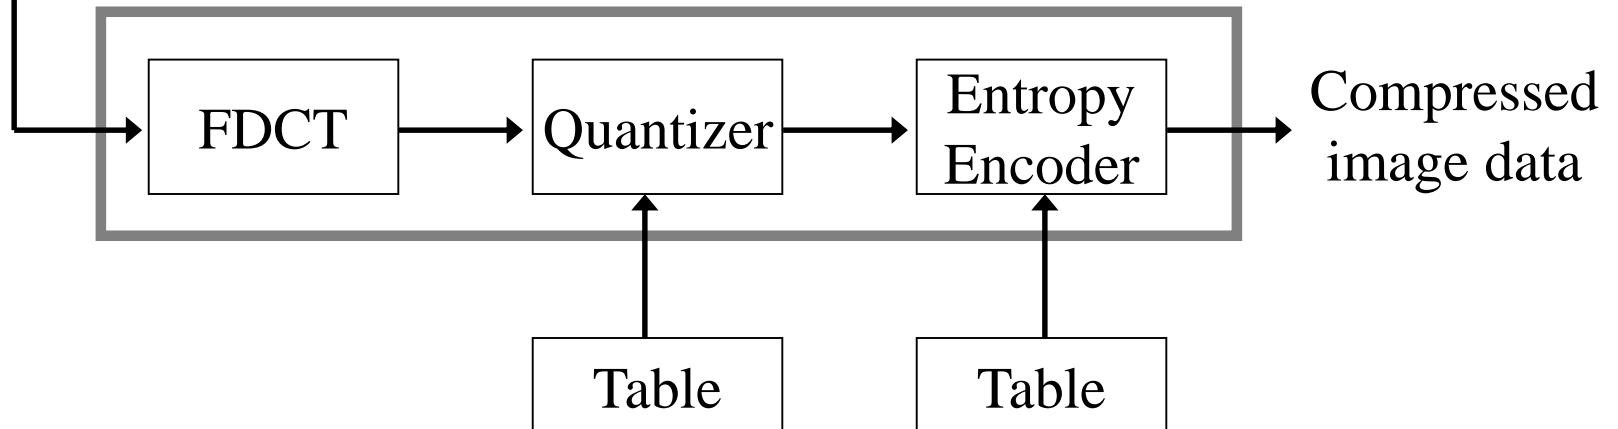 FDCT
Quantizer
Entropy
Encoder
Compressed
image data
Table
Table